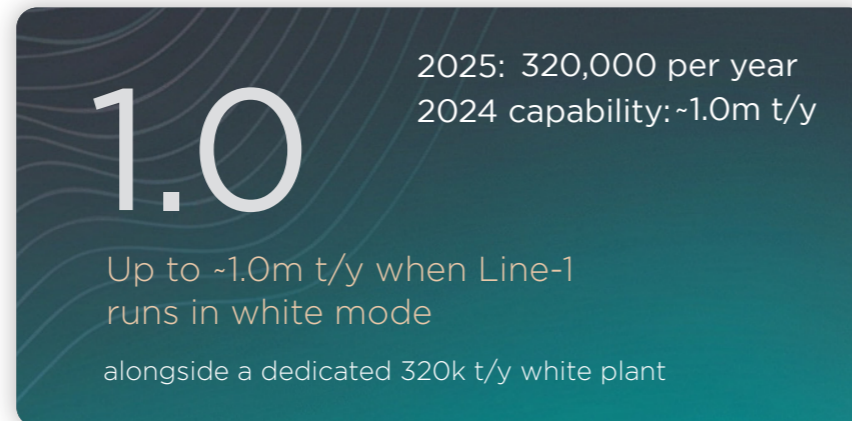 1.0
2025: 320,000 per year
2024 capability:~1.0m t/y
Up to ~1.0m t/y when Line-1
runs in white mode
alongside a dedicated 320k t/y white plant